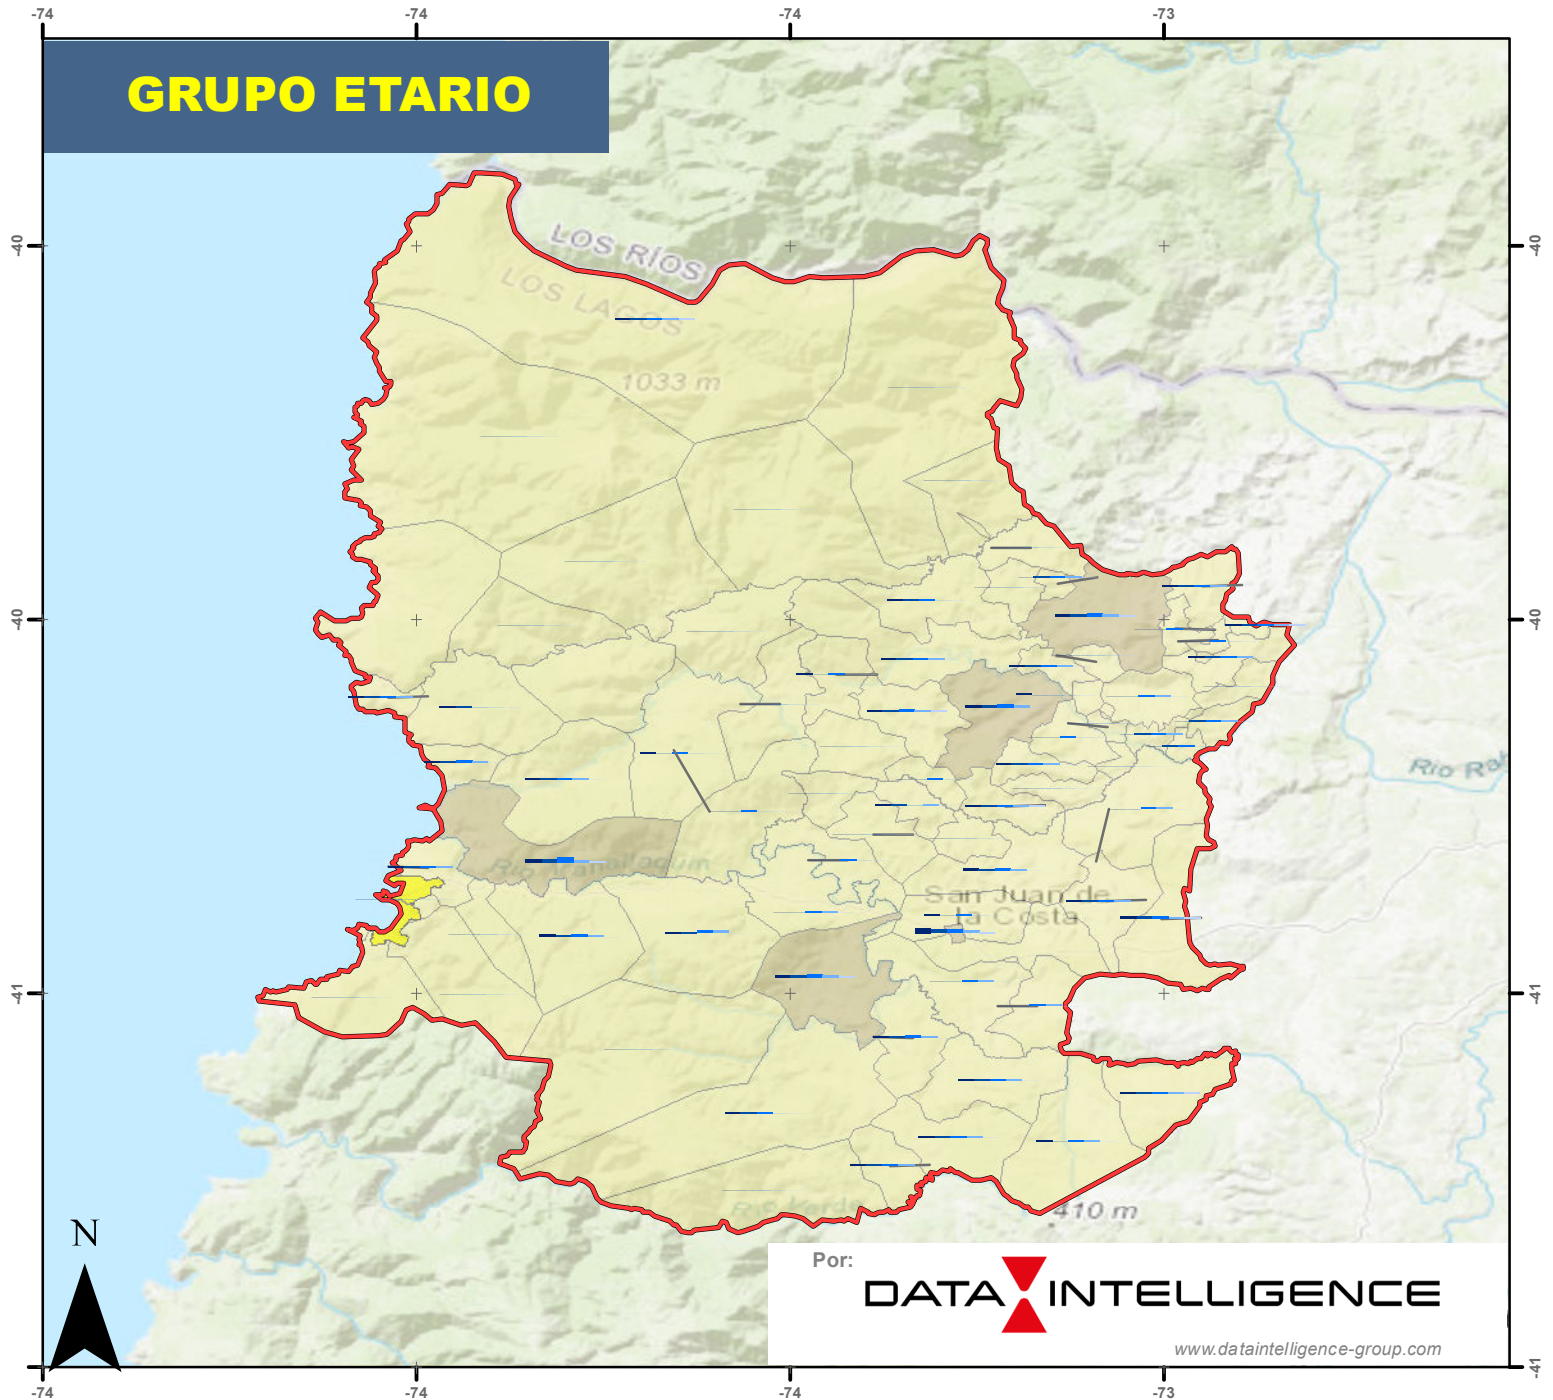 -74 -74 -74 -73
GRUPO ETARIO
LOS RÍOS
LOS LAGOS
-40 -40
1033 m
-40 -40
Río Rah
San Juan de
la Costa
-41 -41
410 m
N
Por:
DATA INTELLIGENCE
www.dataintelligence-group.com
-41
-74 -74 -74 -73